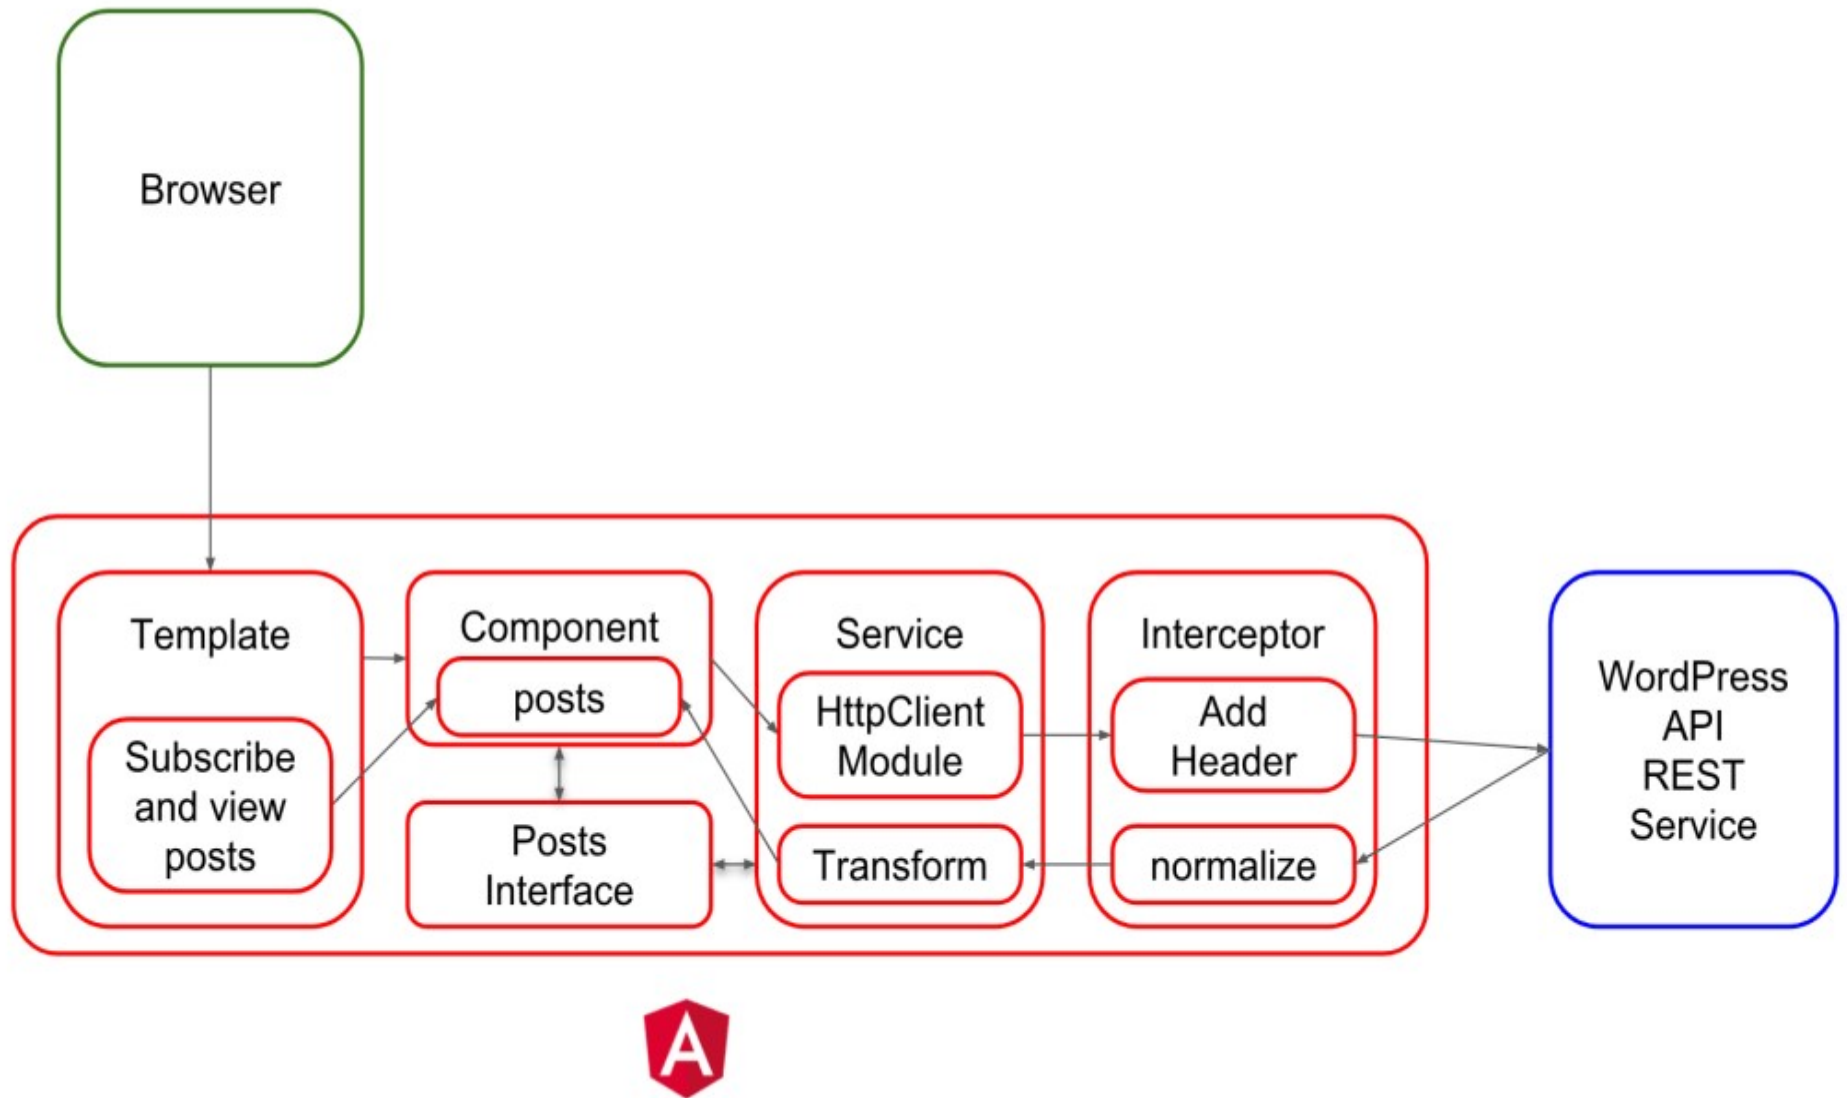 Browser
Template
Subscribe
and view
posts
Component
posts
Posts
Interface
Service
HttpClient
Module
Transform
Interceptor
Add
Header
normalize
WordPress
API
REST
Service
A